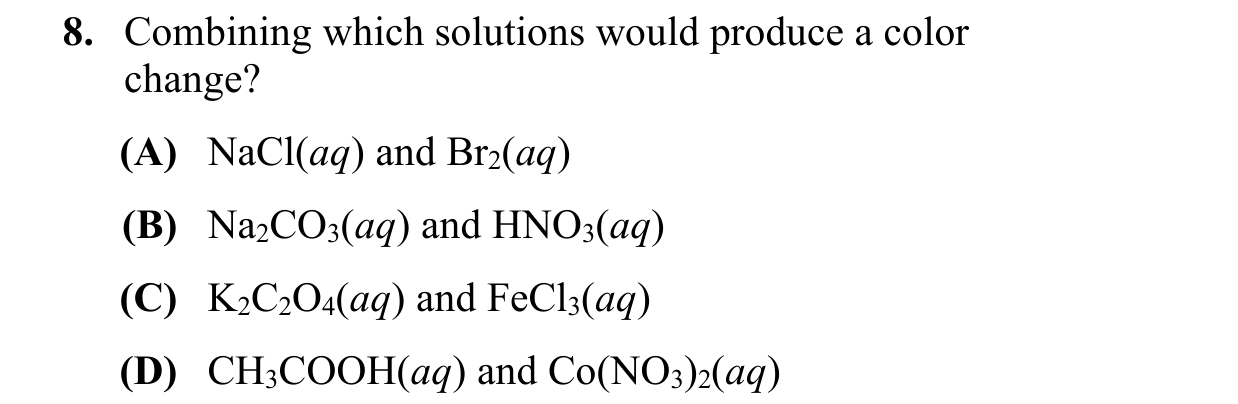 8. Combining which solutions would produce a color
change?
(A) NaCl(aq) and Br₂(aq)
(B) Na₂CO₃(aq) and HNO₃(aq)
(C) K₂C₂O₄(aq) and FeCl₃(aq)
(D) CH₃COOH(aq) and Co(NO₃)₂(aq)